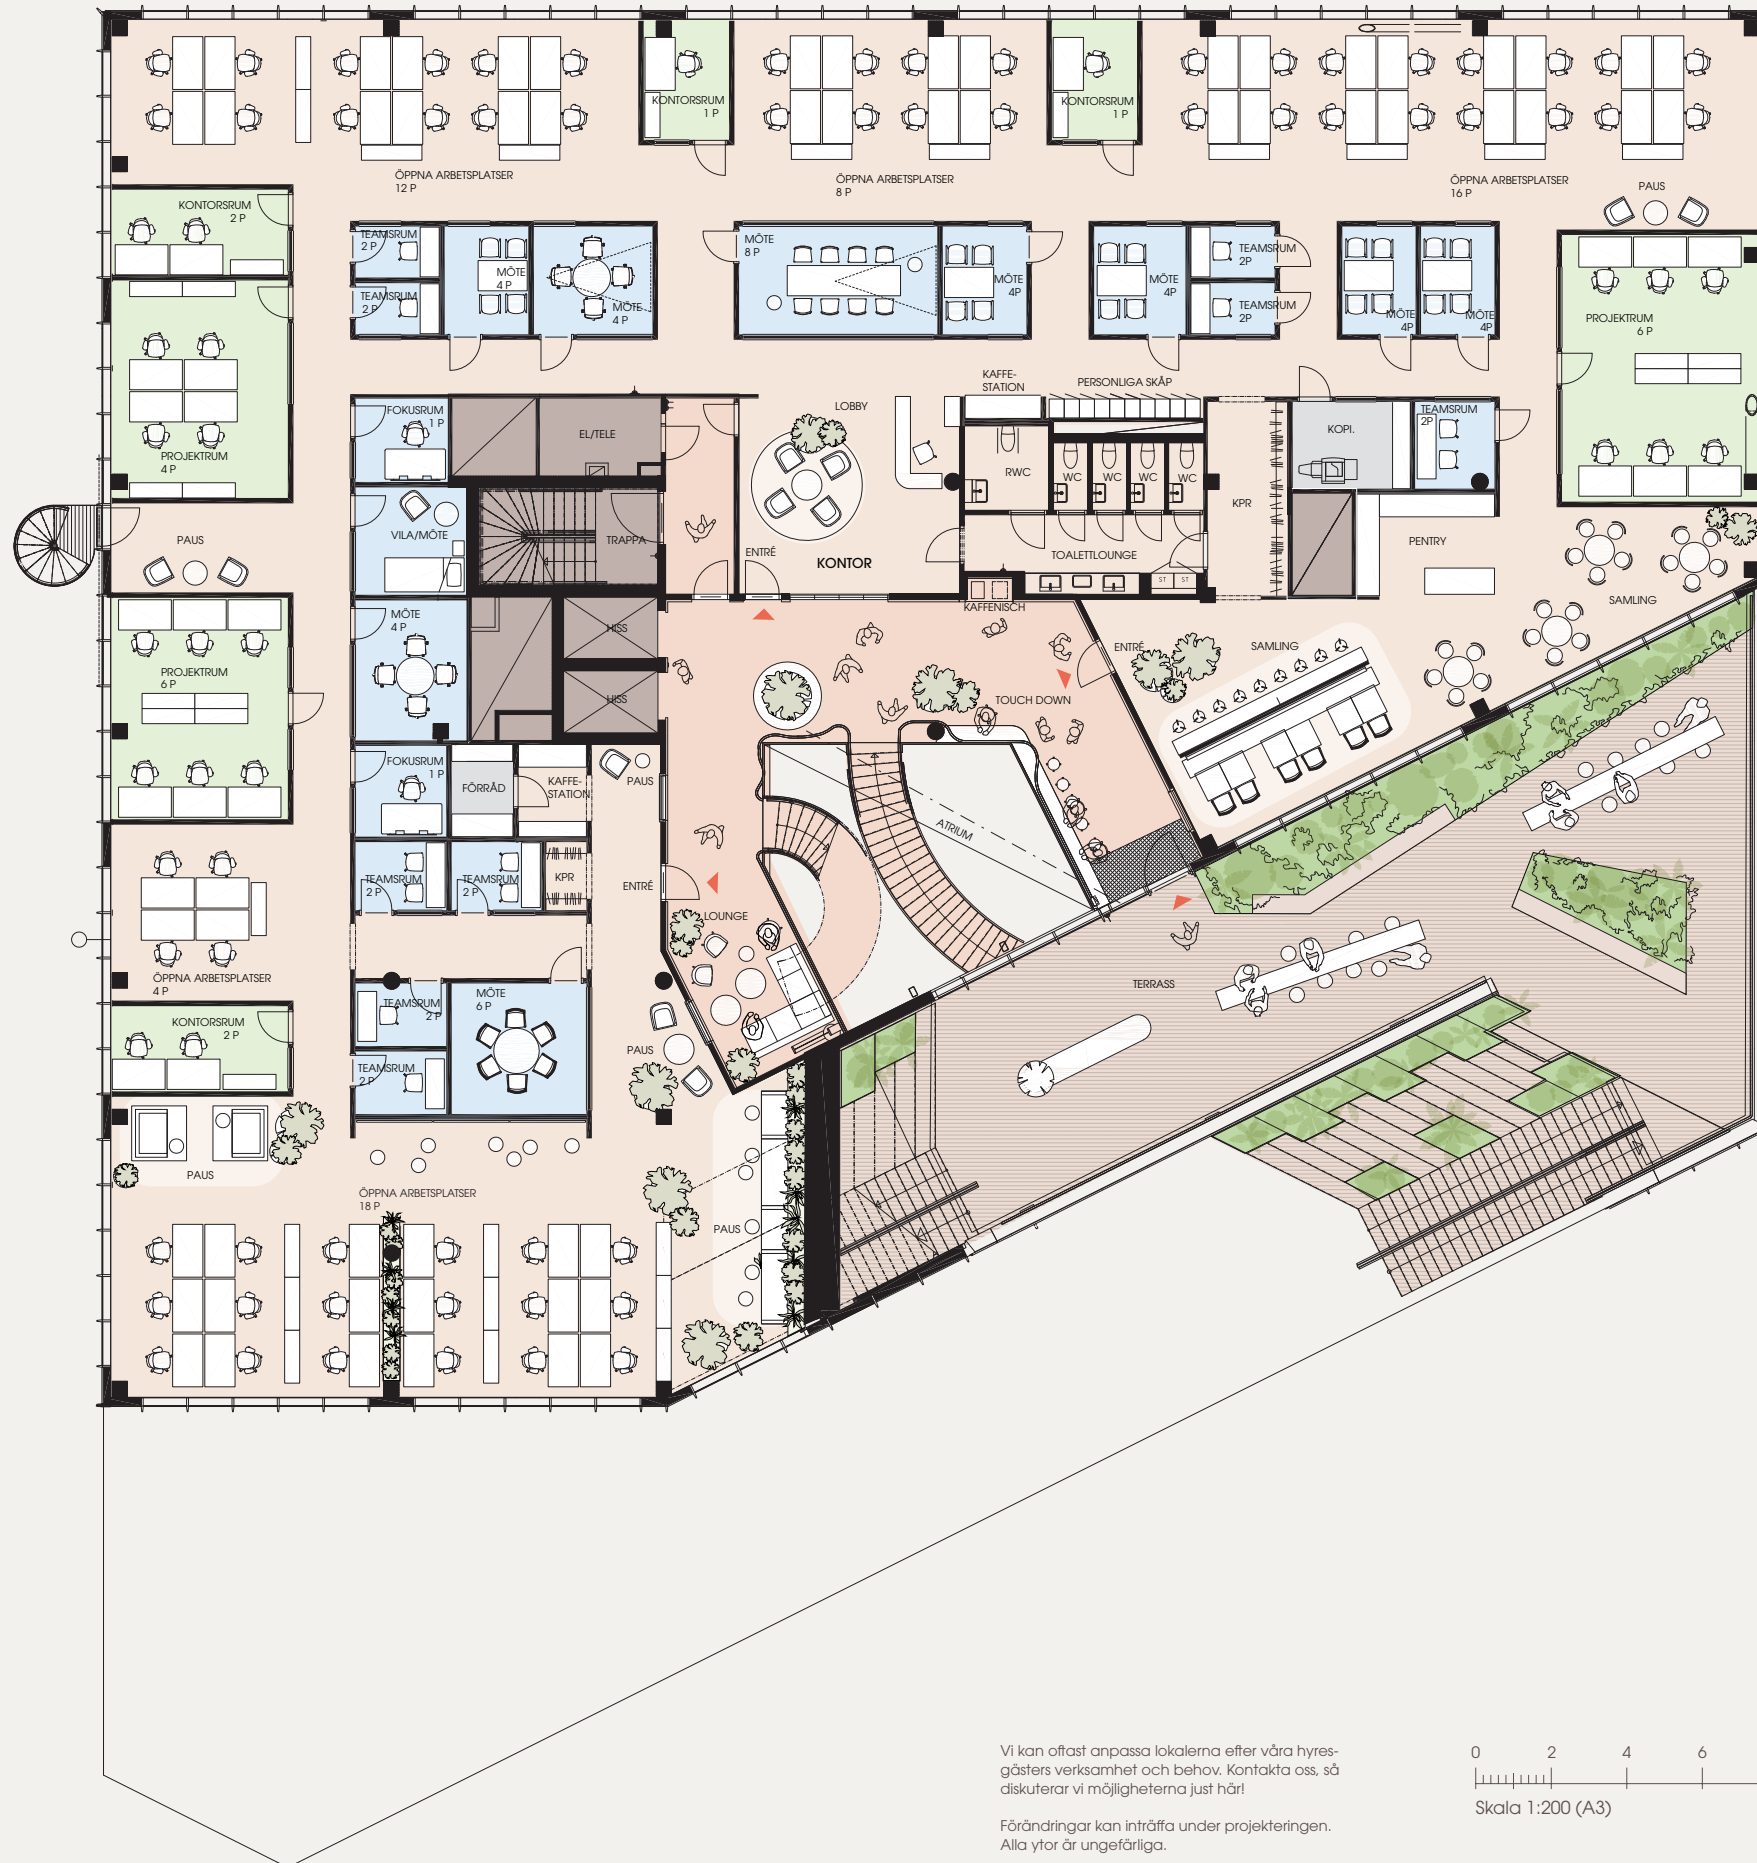 KONTORSRUM
1 P
KONTORSRUM
1 P
ÖPPNA ARBETSPLATSER
12 P
ÖPPNA ARBETSPLATSER
8 P
ÖPPNA ARBETSPLATSER
16 P
PAUS
KONTORSRUM
2 P
TEAMSRUM
2 P
MÖTE
4 P
MÖTE
4 P
TEAMSRUM
2 P
MÖTE
8 P
MÖTE
4P
MÖTE
4P
TEAMSRUM
2P
TEAMSRUM
2P
MÖTE
4P
MÖTE
4P
PROJEKTRUM
6 P
PROJEKTRUM
4 P
FOKUSRUM
1 P
EL/TELE
LOBBY
KAFFE-
STATION
PERSONLIGA SKÅP
RWC
WC
WC
WC
WC
KPR
KOPI.
TEAMSRUM
2P
PAUS
VILA/MÖTE
TRAPPA
ENTRÉ
KONTOR
TOALETTLOUNGE
ST
ST
PENTRY
SAMLING
KAFFENISCH
MÖTE
4 P
HISS
HISS
PROJEKTRUM
6 P
ENTRÉ
SAMLING
TOUCH DOWN
FOKUSRUM
1 P
FÖRRÅD
KAFFE-
STATION
PAUS
ATRIUM
TEAMSRUM
2 P
TEAMSRUM
2 P
KPR
ENTRÉ
LOUNGE
ÖPPNA ARBETSPLATSER
4 P
TEAMSRUM
2 P
MÖTE
6 P
TERRASS
KONTORSRUM
2 P
TEAMSRUM
2 P
PAUS
PAUS
ÖPPNA ARBETSPLATSER
18 P
PAUS
Vi kan oftast anpassa lokalerna efter våra hyres-
gästers verksamhet och behov. Kontakta oss, så
diskuterar vi möjligheterna just här!
Förändringar kan inträffa under projekteringen.
Alla ytor är ungefärliga.
0 2 4 6
Skala 1:200 (A3)